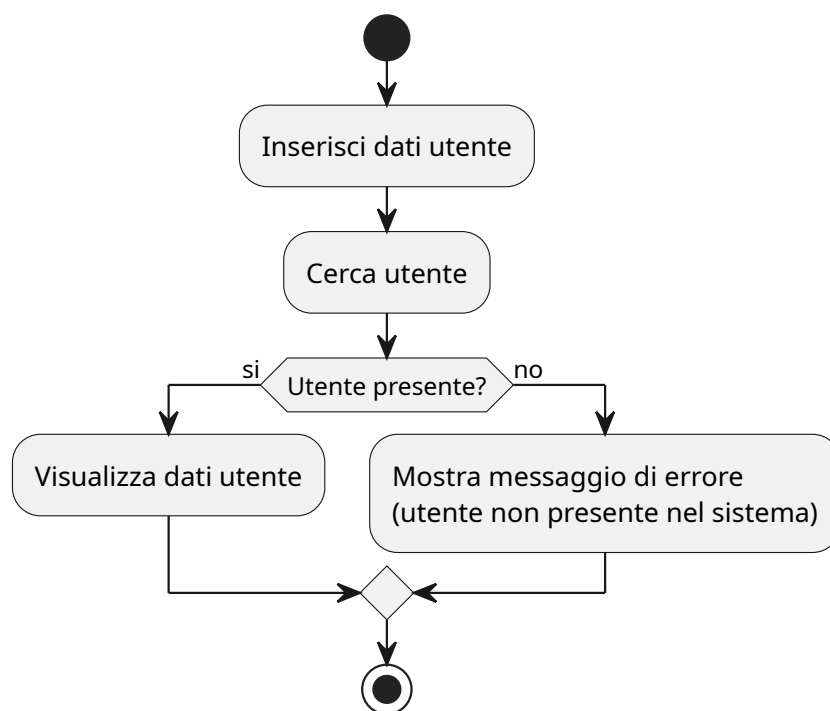 Inserisci dati utente
Cerca utente
si
Utente presente?
no
Visualizza dati utente
Mostra messaggio di errore
(utente non presente nel sistema)